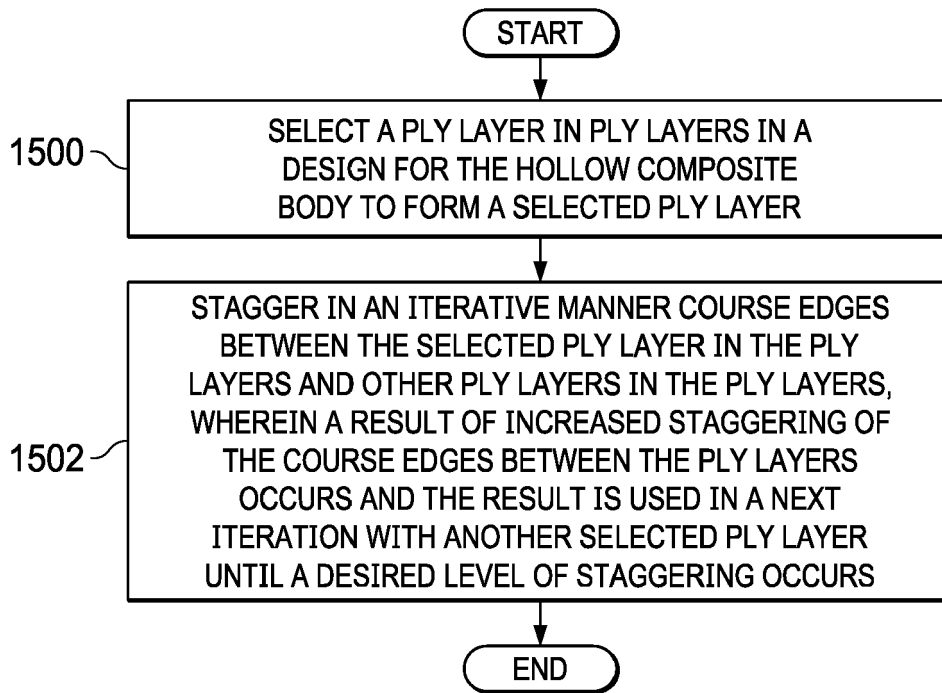 START
1500
SELECT A PLY LAYER IN PLY LAYERS IN A
DESIGN FOR THE HOLLOW COMPOSITE
BODY TO FORM A SELECTED PLY LAYER
1502
STAGGER IN AN ITERATIVE MANNER COURSE EDGES
BETWEEN THE SELECTED PLY LAYER IN THE PLY
LAYERS AND OTHER PLY LAYERS IN THE PLY LAYERS,
WHEREIN A RESULT OF INCREASED STAGGERING OF
THE COURSE EDGES BETWEEN THE PLY LAYERS
OCCURS AND THE RESULT IS USED IN A NEXT
ITERATION WITH ANOTHER SELECTED PLY LAYER
UNTIL A DESIRED LEVEL OF STAGGERING OCCURS
END